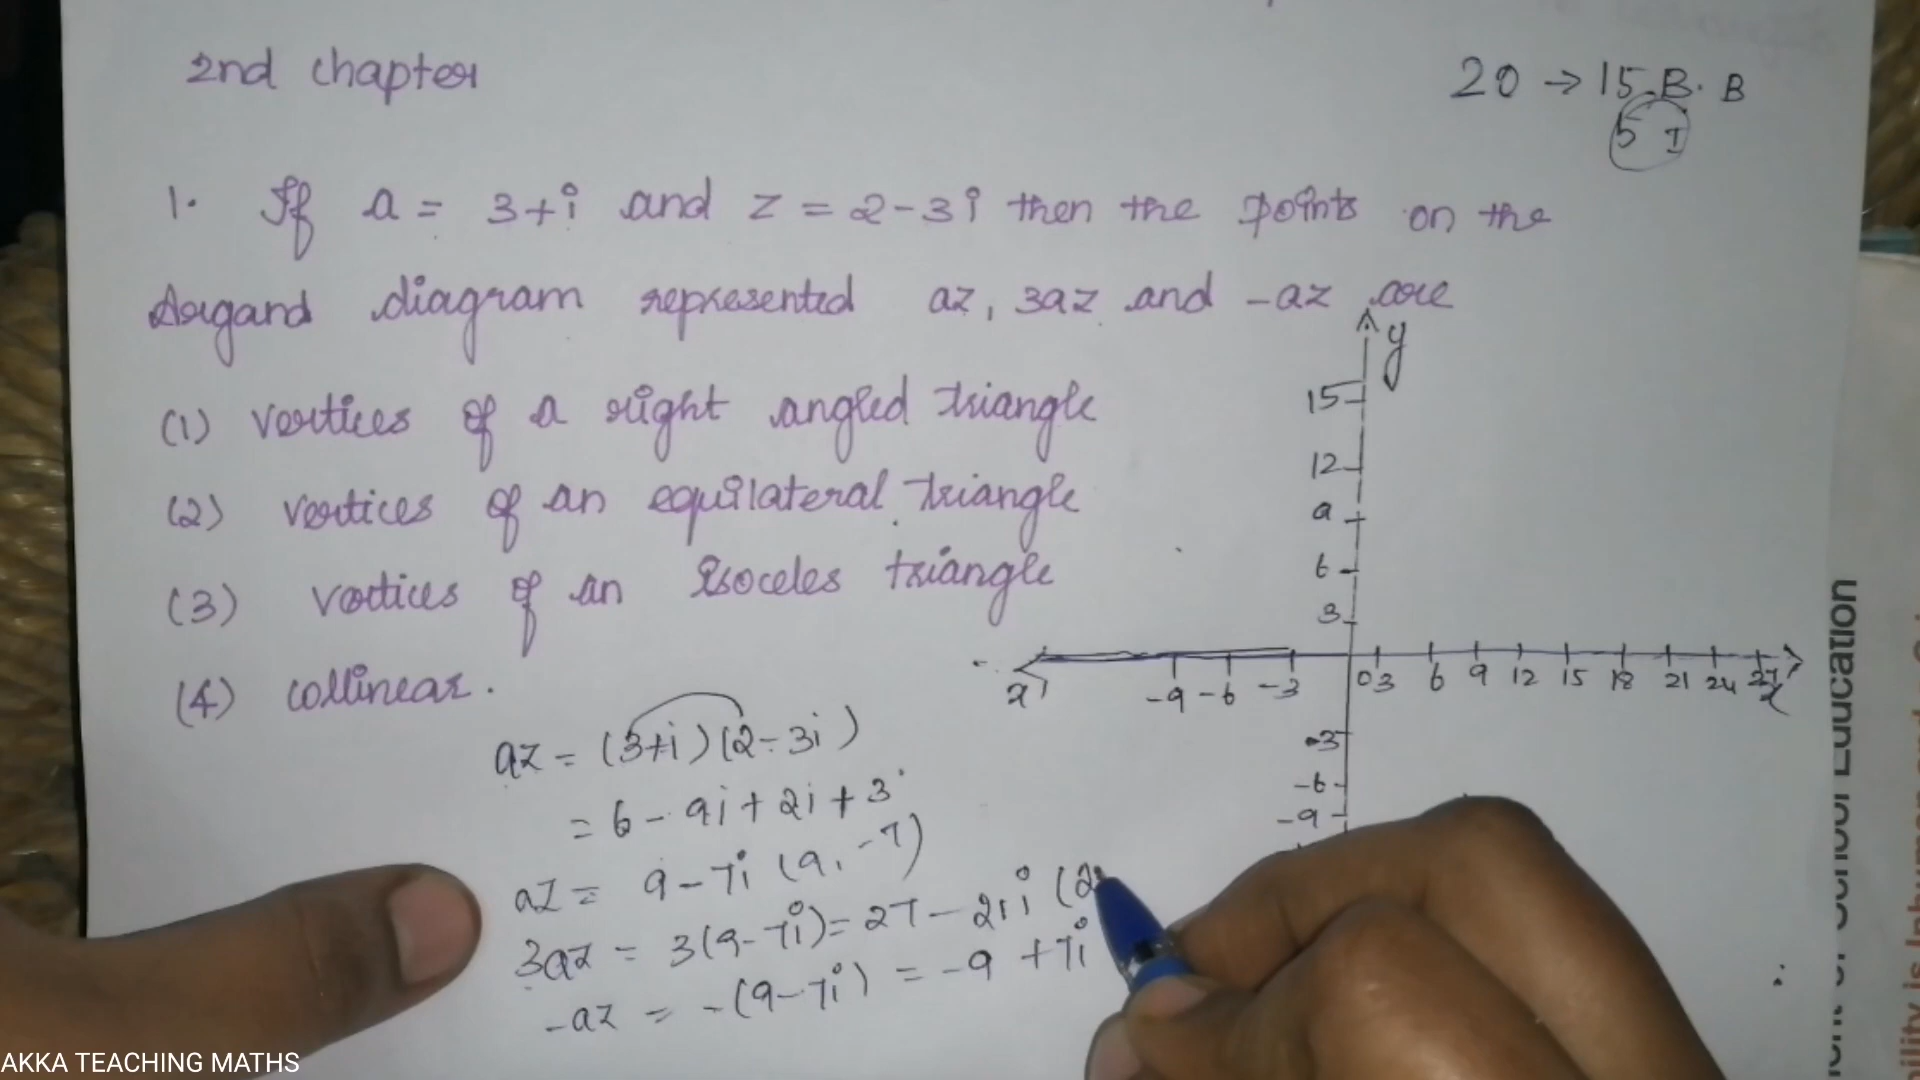 2nd chapter
20 → 15 B. B
5 I
1. If a = 3+i and z = 2-3i then the points on the
Argand diagram represented az, 3az and -az are
(1) vertices of a right angled triangle
(2) vertices of an equilateral triangle
(3) vertices of an Isoceles triangle
(4) collinear.
y
15
12
9
6
3
x' -9 -6 -3 0 3 6 9 12 15 18 21 24 27 x
-3
-6
-9
az = (3+i)(2-3i)
= 6 - 9i + 2i + 3
az = 9-7i (9, -7)
3az = 3(9-7i) = 27 - 21i (2
-az = -(9-7i) = -9 + 7i
AKKA TEACHING MATHS